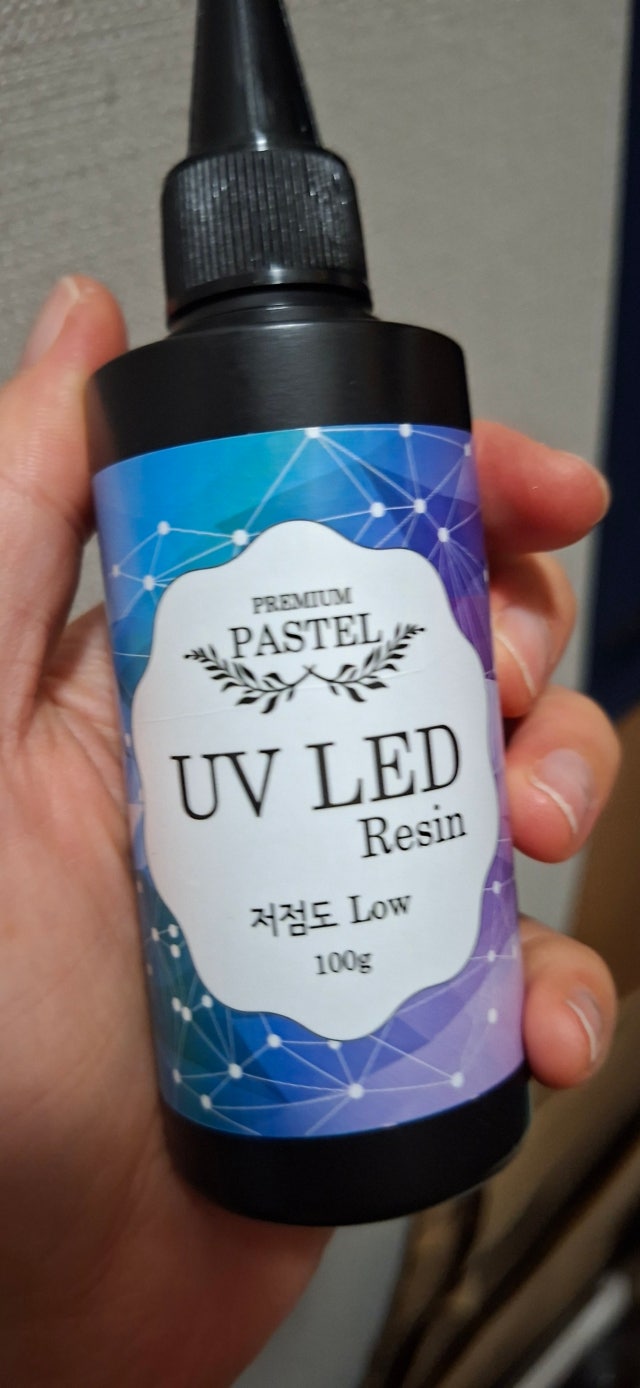 PREMIUM
PASTEL
UV LED
Resin
저점도 Low
100g